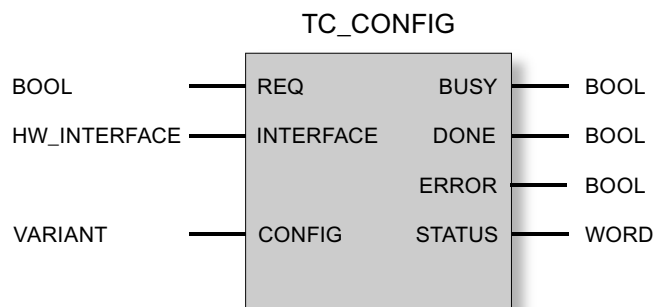 TC_CONFIG
BOOL REQ BUSY BOOL
HW_INTERFACE INTERFACE DONE BOOL
ERROR BOOL
VARIANT CONFIG STATUS WORD